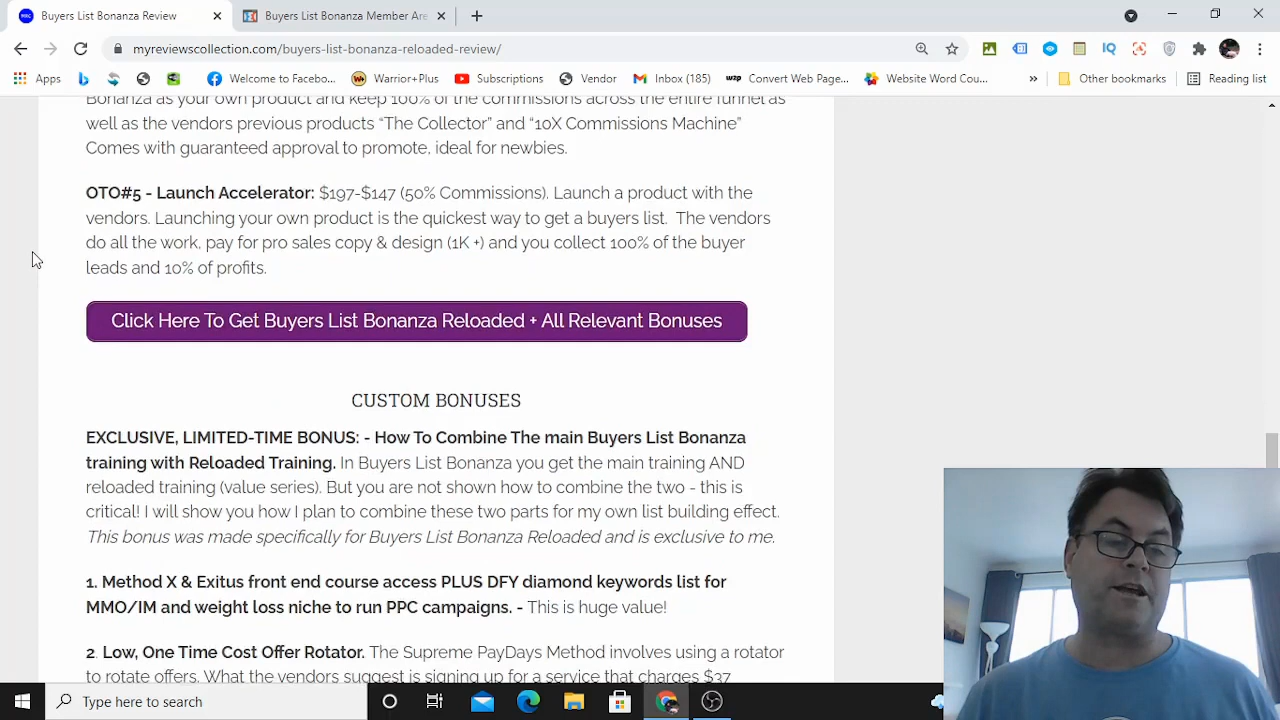 Buyers List Bonanza Review
Buyers List Bonanza Member Are
myreviewscollection.com/buyers-list-bonanza-reloaded-review/
Apps
Welcome to Facebo...
Warrior+Plus
Subscriptions
Vendor
Inbox (185)
Convert Web Page...
Website Word Cou...
»
Other bookmarks
Reading list
Bonanza as your own product and keep 100% of the commissions across the entire funnel as
well as the vendors previous products “The Collector” and “10X Commissions Machine”
Comes with guaranteed approval to promote, ideal for newbies.
OTO#5 - Launch Accelerator: $197-$147 (50% Commissions). Launch a product with the
vendors. Launching your own product is the quickest way to get a buyers list. The vendors
do all the work, pay for pro sales copy & design (1K +) and you collect 100% of the buyer
leads and 10% of profits.
Click Here To Get Buyers List Bonanza Reloaded + All Relevant Bonuses
CUSTOM BONUSES
EXCLUSIVE, LIMITED-TIME BONUS: - How To Combine The main Buyers List Bonanza
training with Reloaded Training. In Buyers List Bonanza you get the main training AND
reloaded training (value series). But you are not shown how to combine the two - this is
critical! I will show you how I plan to combine these two parts for my own list building effect.
This bonus was made specifically for Buyers List Bonanza Reloaded and is exclusive to me.
1. Method X & Exitus front end course access PLUS DFY diamond keywords list for
MMO/IM and weight loss niche to run PPC campaigns. - This is huge value!
2. Low, One Time Cost Offer Rotator. The Supreme PayDays Method involves using a rotator
to rotate offers. What the vendors suggest is signing up for a service that charges $37
Type here to search